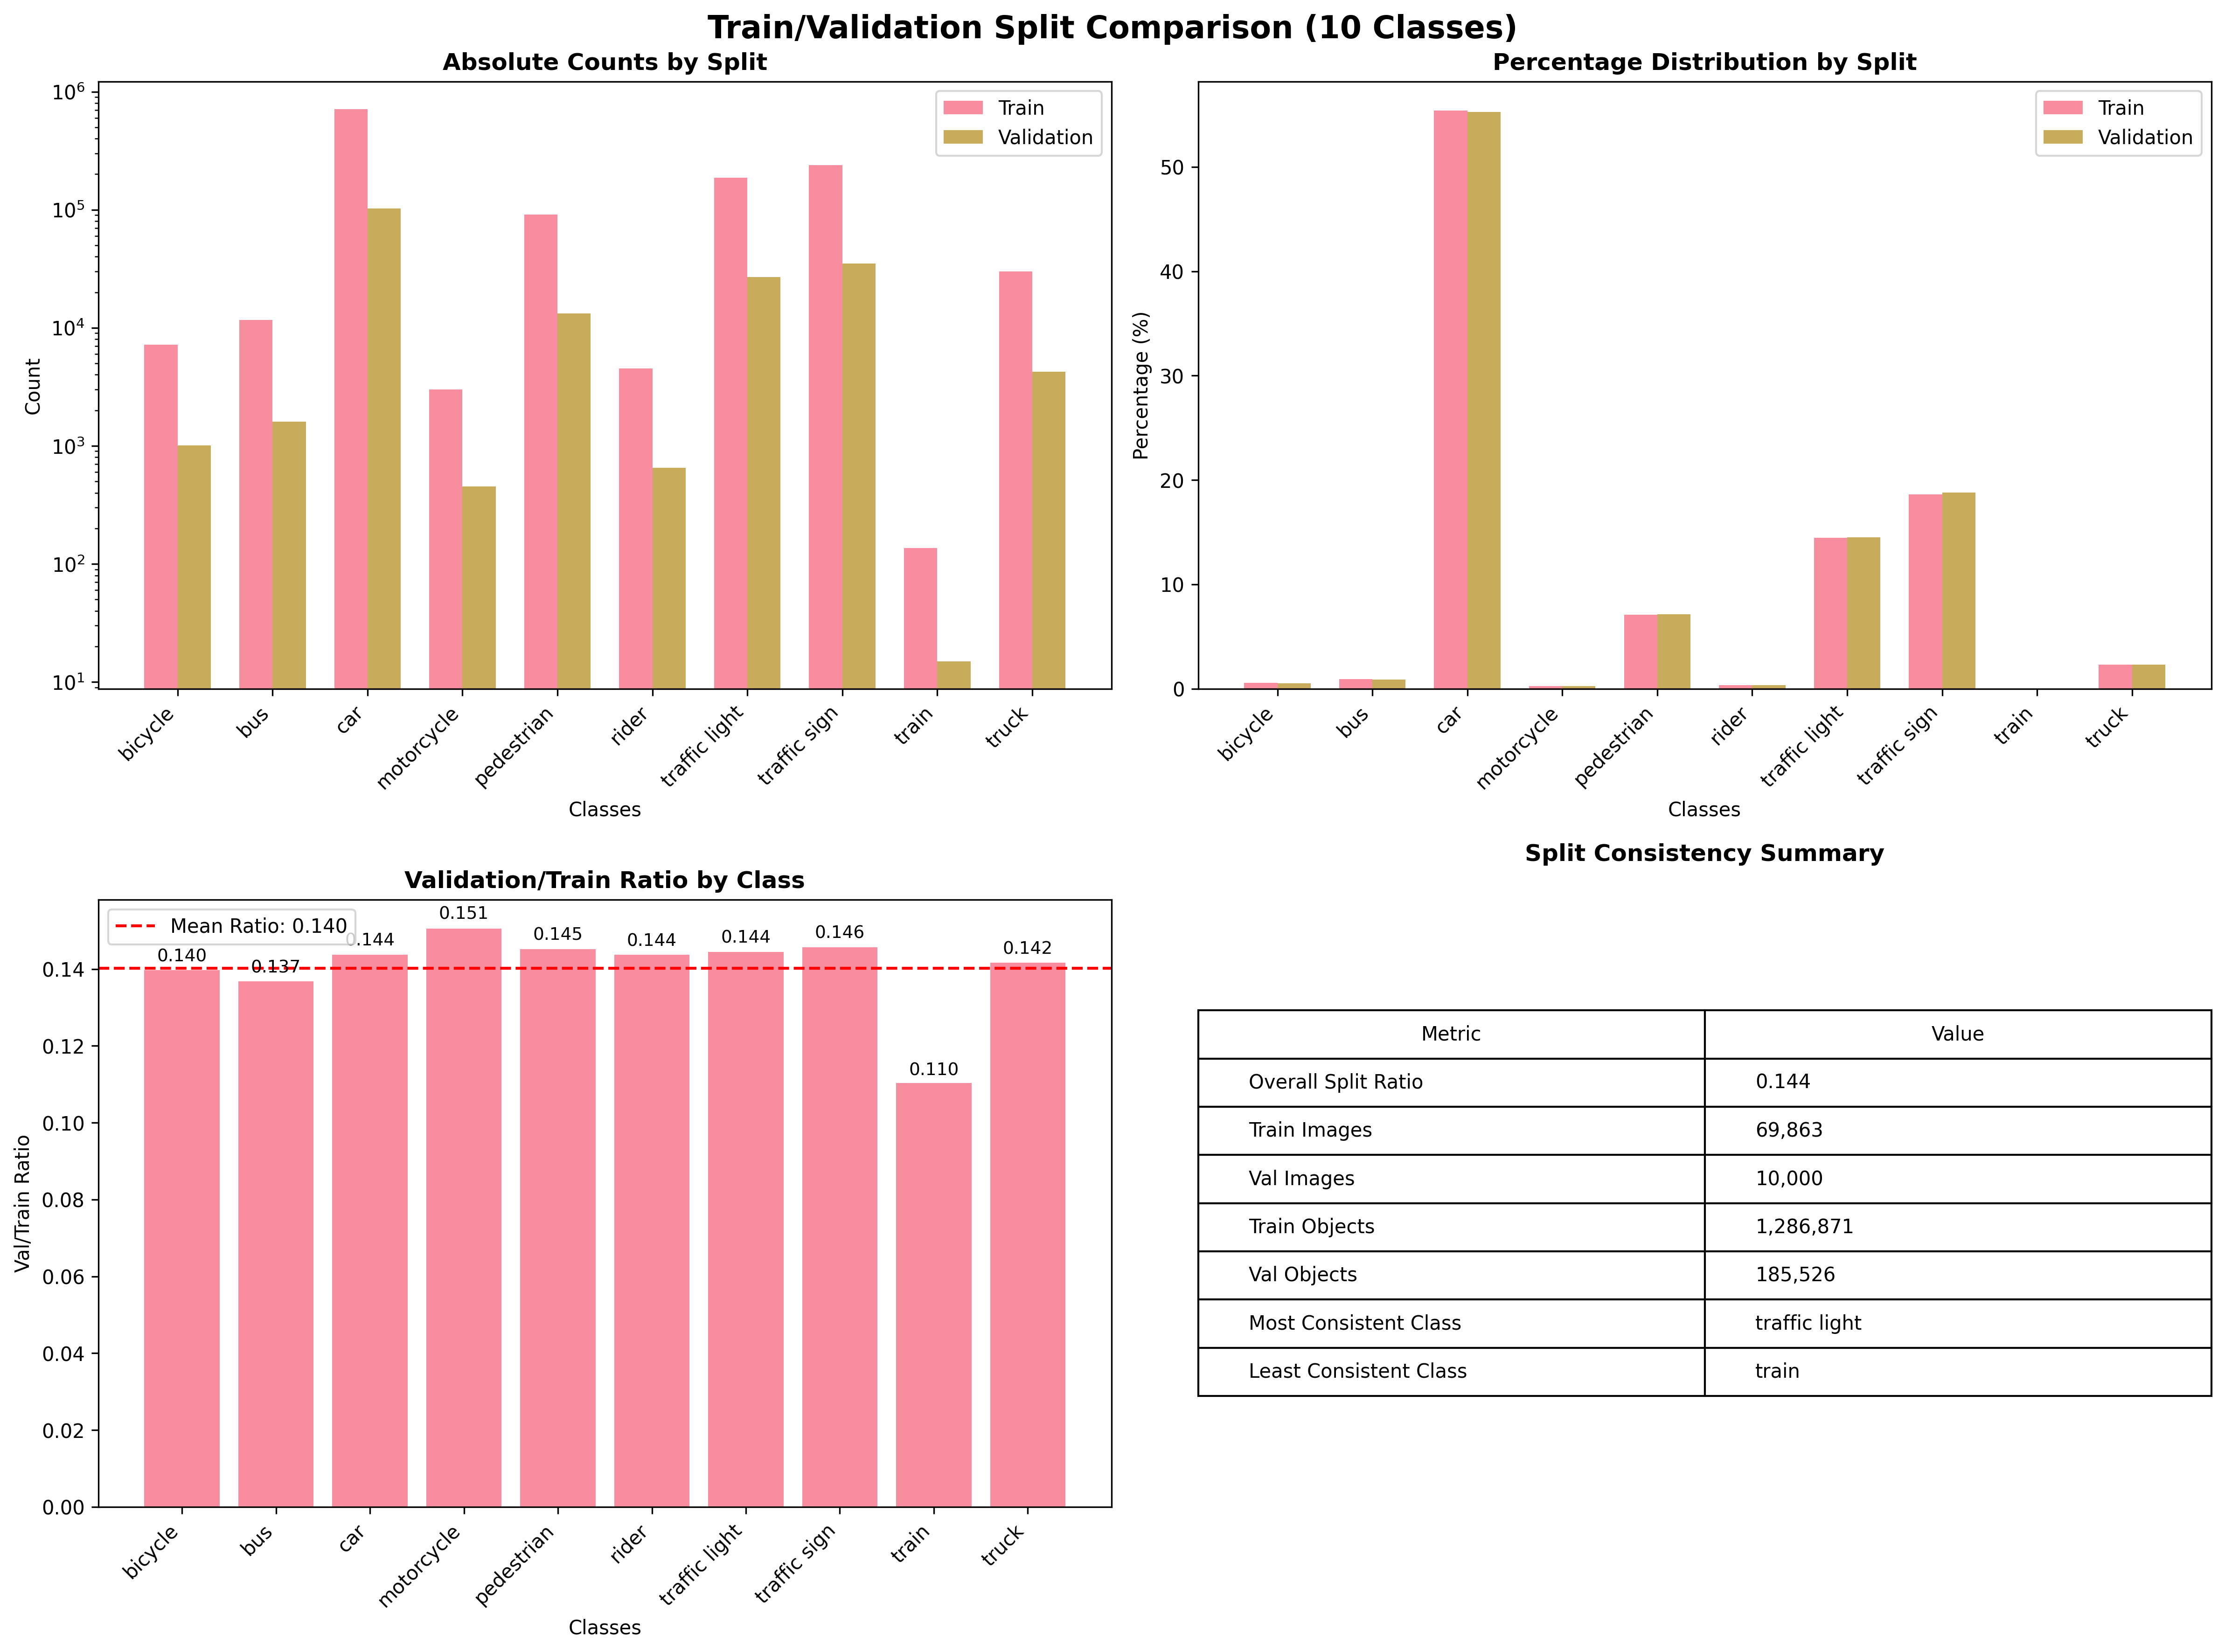 Train/Validation Split Comparison (10 Classes)
Absolute Counts by Split
10⁶
10⁵
10⁴
10³
10²
10¹
Count
Train
Validation
bicycle
bus
car
motorcycle
pedestrian
rider
traffic light
traffic sign
train
truck
Classes
Percentage Distribution by Split
50
40
30
20
10
0
Percentage (%)
Train
Validation
bicycle
bus
car
motorcycle
pedestrian
rider
traffic light
traffic sign
train
truck
Classes
Validation/Train Ratio by Class
Mean Ratio: 0.140
0.140
0.137
0.144
0.151
0.145
0.144
0.144
0.146
0.110
0.142
0.14
0.12
0.10
0.08
0.06
0.04
0.02
0.00
Val/Train Ratio
bicycle
bus
car
motorcycle
pedestrian
rider
traffic light
traffic sign
train
truck
Classes
Split Consistency Summary
Metric Value
Overall Split Ratio 0.144
Train Images 69,863
Val Images 10,000
Train Objects 1,286,871
Val Objects 185,526
Most Consistent Class traffic light
Least Consistent Class train